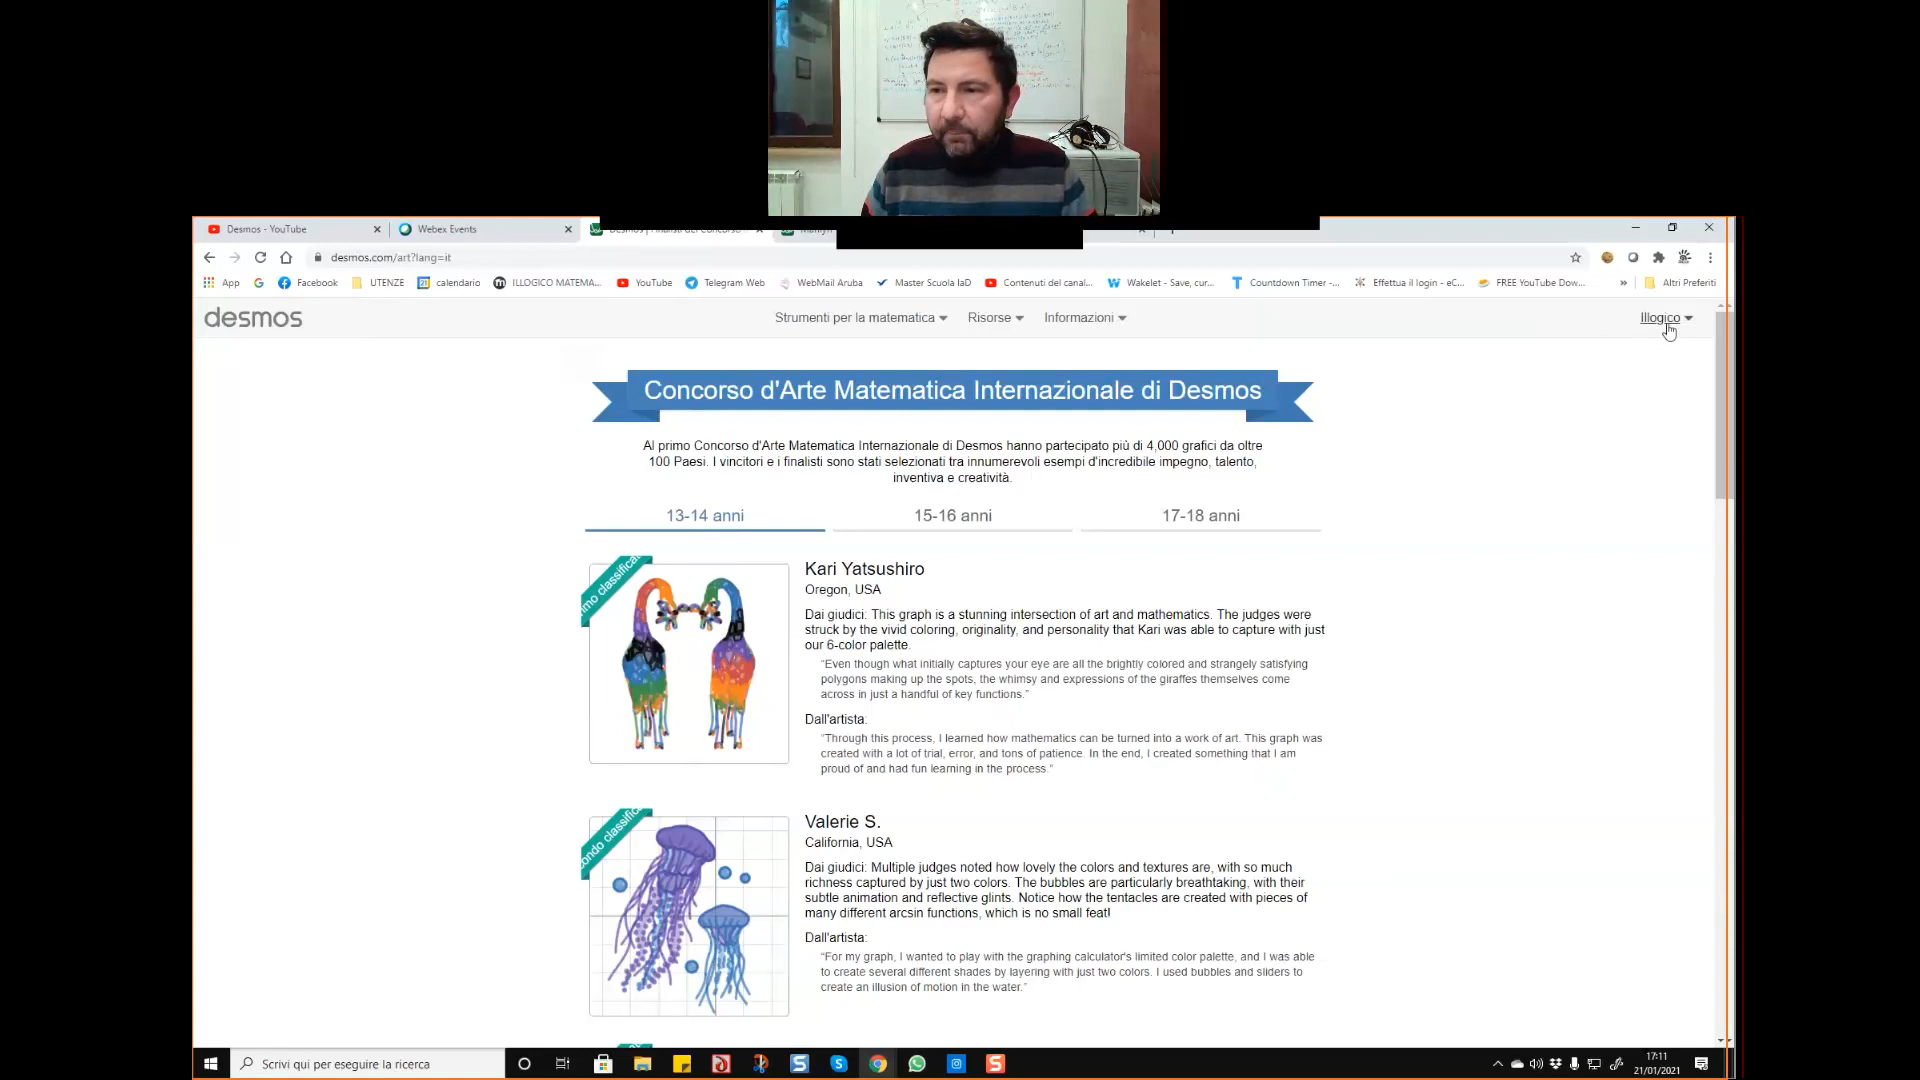 Desmos - YouTube
Webex Events
Desmos | Finalisti del Concorso
desmos.com/art?lang=it
App
Facebook
UTENZE
calendario
ILLOGICO MATEMA...
YouTube
Telegram Web
WebMail Aruba
Master Scuola IaD
Contenuti del canal...
Wakelet - Save, cur...
Countdown Timer -...
Effettua il login - eC...
FREE YouTube Dow...
»
Altri Preferiti
desmos
Strumenti per la matematica
Risorse
Informazioni
Illogico
Concorso d'Arte Matematica Internazionale di Desmos
Al primo Concorso d'Arte Matematica Internazionale di Desmos hanno partecipato più di 4,000 grafici da oltre
100 Paesi. I vincitori e i finalisti sono stati selezionati tra innumerevoli esempi d'incredibile impegno, talento,
inventiva e creatività.
13-14 anni
15-16 anni
17-18 anni
Kari Yatsushiro
Oregon, USA
Dai giudici: This graph is a stunning intersection of art and mathematics. The judges were
struck by the vivid coloring, originality, and personality that Kari was able to capture with just
our 6-color palette.
“Even though what initially captures your eye are all the brightly colored and strangely satisfying
polygons making up the spots, the whimsy and expressions of the giraffes themselves come
across in just a handful of key functions.”
Dall'artista:
“Through this process, I learned how mathematics can be turned into a work of art. This graph was
created with a lot of trial, error, and tons of patience. In the end, I created something that I am
proud of and had fun learning in the process.”
Valerie S.
California, USA
Dai giudici: Multiple judges noted how lovely the colors and textures are, with so much
richness captured by just two colors. The bubbles are particularly breathtaking, with their
subtle animation and reflective glints. Notice how the tentacles are created with pieces of
many different arcsin functions, which is no small feat!
Dall'artista:
“For my graph, I wanted to play with the graphing calculator's limited color palette, and I was able
to create several different shades by layering with just two colors. I used bubbles and sliders to
create an illusion of motion in the water.”
Scrivi qui per eseguire la ricerca
17:11
21/01/2021